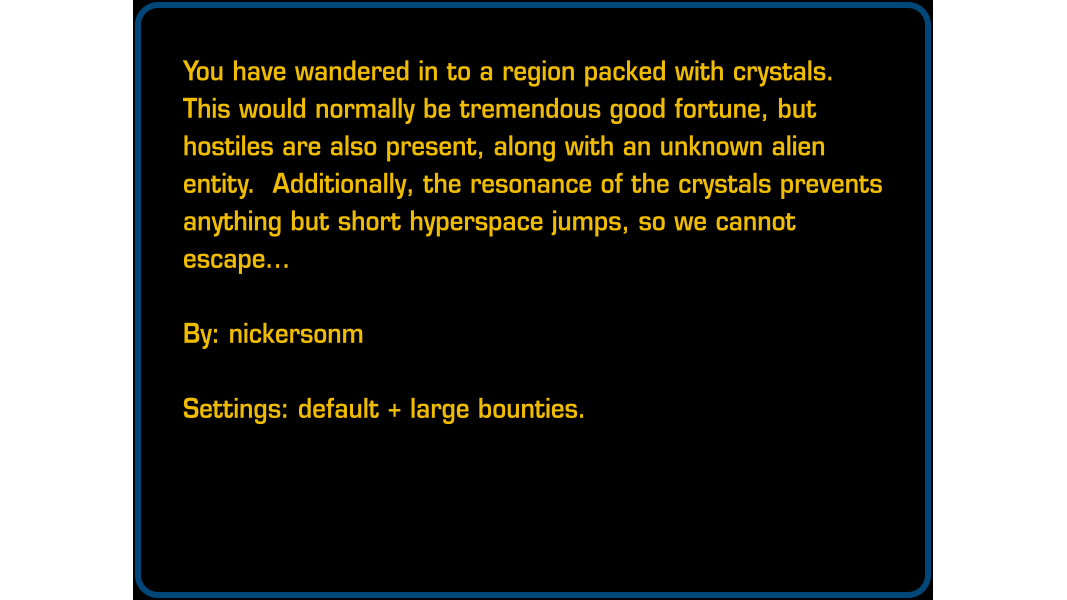 You have wandered in to a region packed with crystals.
This would normally be tremendous good fortune, but
hostiles are also present, along with an unknown alien
entity.  Additionally, the resonance of the crystals prevents
anything but short hyperspace jumps, so we cannot
escape...
By: nickersonm
Settings: default + large bounties.